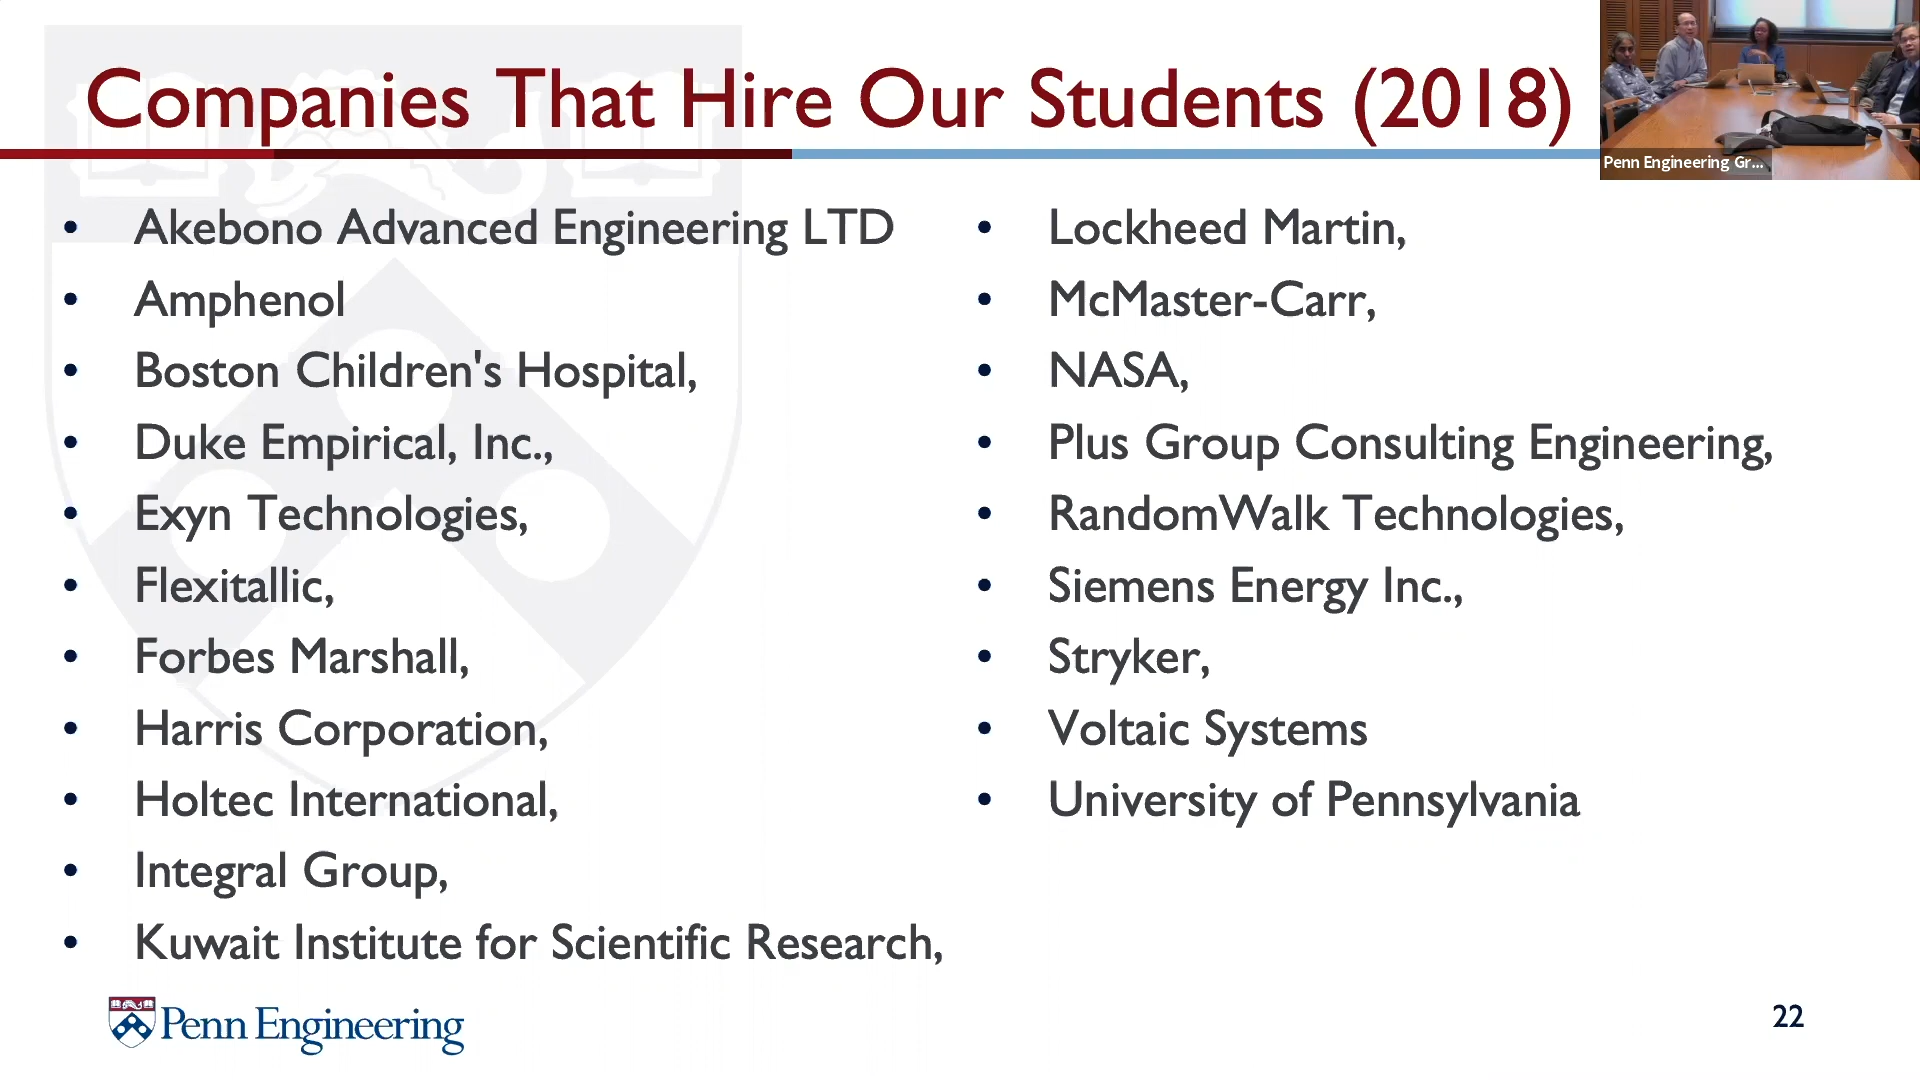 Companies That Hire Our Students (2018)
Penn Engineering Gr...
• Akebono Advanced Engineering LTD
• Amphenol
• Boston Children's Hospital,
• Duke Empirical, Inc.,
• Exyn Technologies,
• Flexitallic,
• Forbes Marshall,
• Harris Corporation,
• Holtec International,
• Integral Group,
• Kuwait Institute for Scientific Research,
• Lockheed Martin,
• McMaster-Carr,
• NASA,
• Plus Group Consulting Engineering,
• RandomWalk Technologies,
• Siemens Energy Inc.,
• Stryker,
• Voltaic Systems
• University of Pennsylvania
Penn Engineering
22